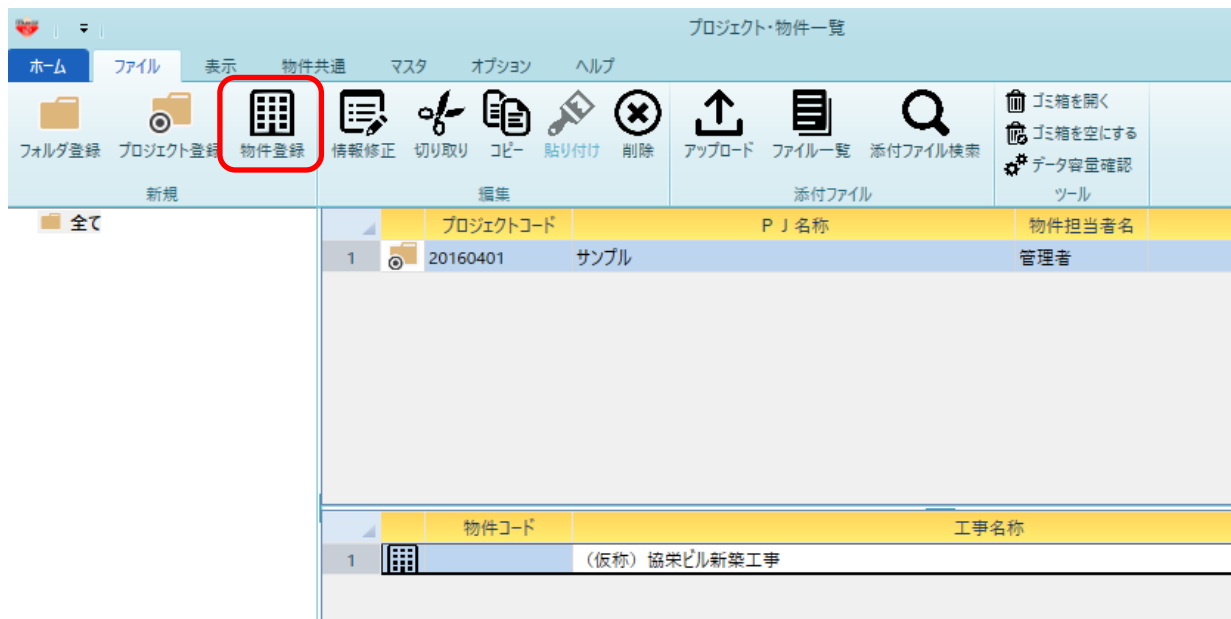 プロジェクト・物件一覧
ホーム ファイル 表示 物件共通 マスタ オプション ヘルプ
フォルダ登録 プロジェクト登録 物件登録 情報修正 切り取り コピー 貼り付け 削除 アップロード ファイル一覧 添付ファイル検索
ゴミ箱を開く
ゴミ箱を空にする
データ容量確認
新規 編集 添付ファイル ツール
全て
プロジェクトコード ＰＪ名称 物件担当者名
1 20160401 サンプル 管理者
物件コード 工事名称
1 （仮称）協栄ビル新築工事